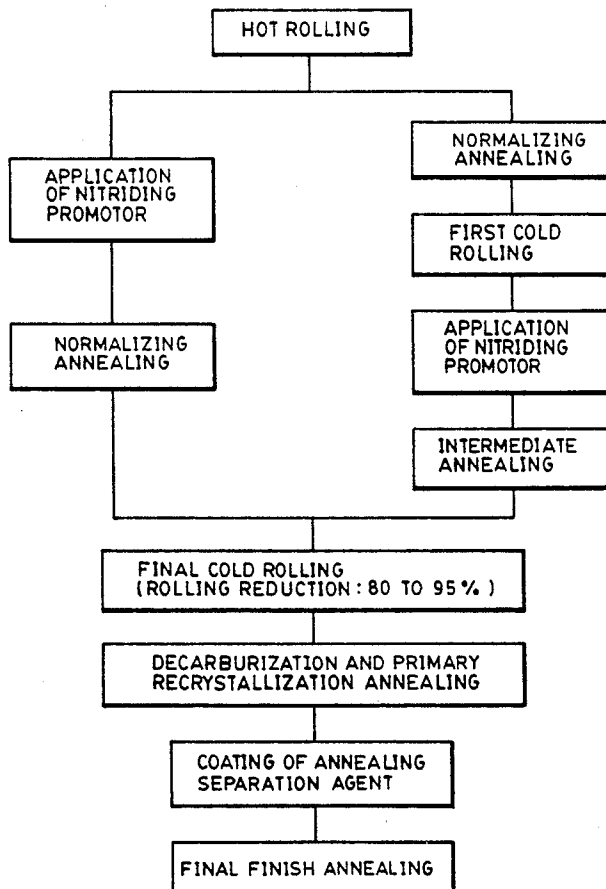 HOT ROLLING
APPLICATION
OF NITRIDING
PROMOTOR
NORMALIZING
ANNEALING
NORMALIZING
ANNEALING
FIRST COLD
ROLLING
APPLICATION
OF NITRIDING
PROMOTOR
INTERMEDIATE
ANNEALING
FINAL COLD ROLLING
(ROLLING REDUCTION : 80 TO 95% )
DECARBURIZATION AND PRIMARY
RECRYSTALLIZATION ANNEALING
COATING OF ANNEALING
SEPARATION AGENT
FINAL FINISH ANNEALING